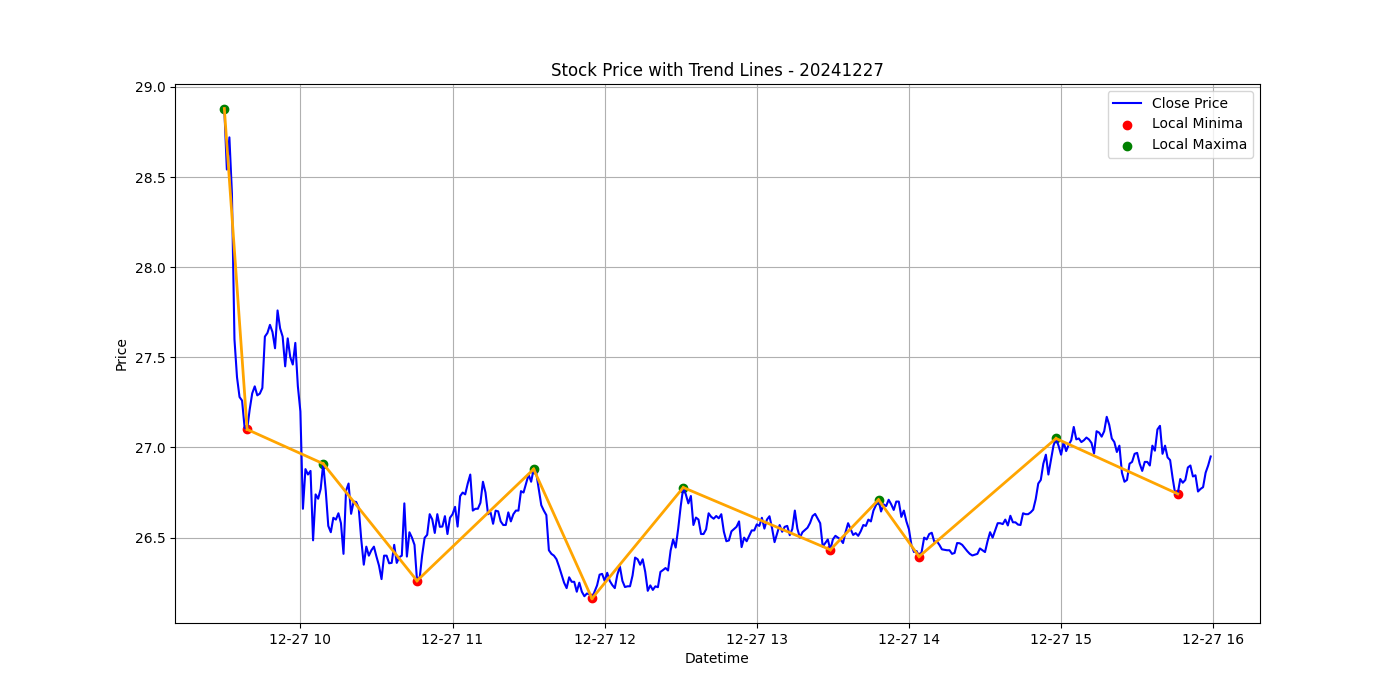 Stock Price with Trend Lines - 20241227
Close Price
Local Minima
Local Maxima
Price
29.0
28.5
28.0
27.5
27.0
26.5
12-27 10
12-27 11
12-27 12
12-27 13
12-27 14
12-27 15
12-27 16
Datetime